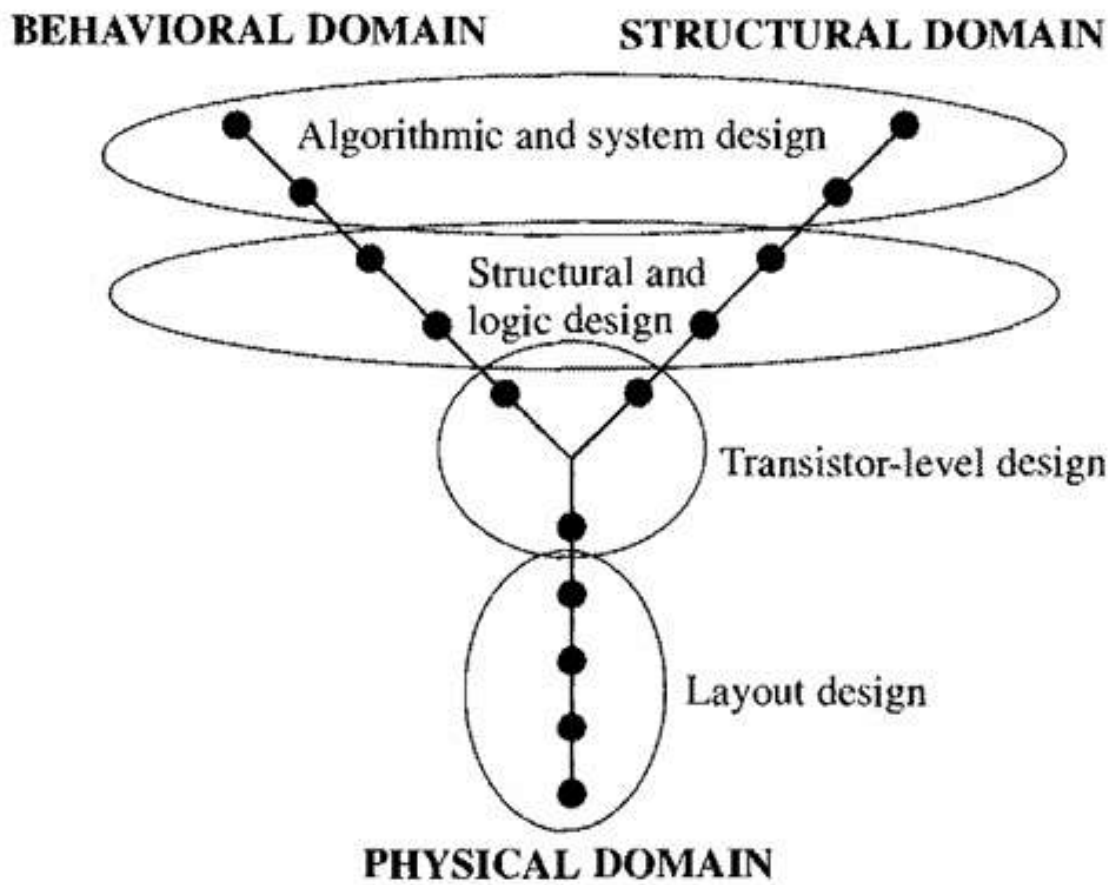 BEHAVIORAL DOMAIN
STRUCTURAL DOMAIN
Algorithmic and system design
Structural and
logic design
Transistor-level design
Layout design
PHYSICAL DOMAIN